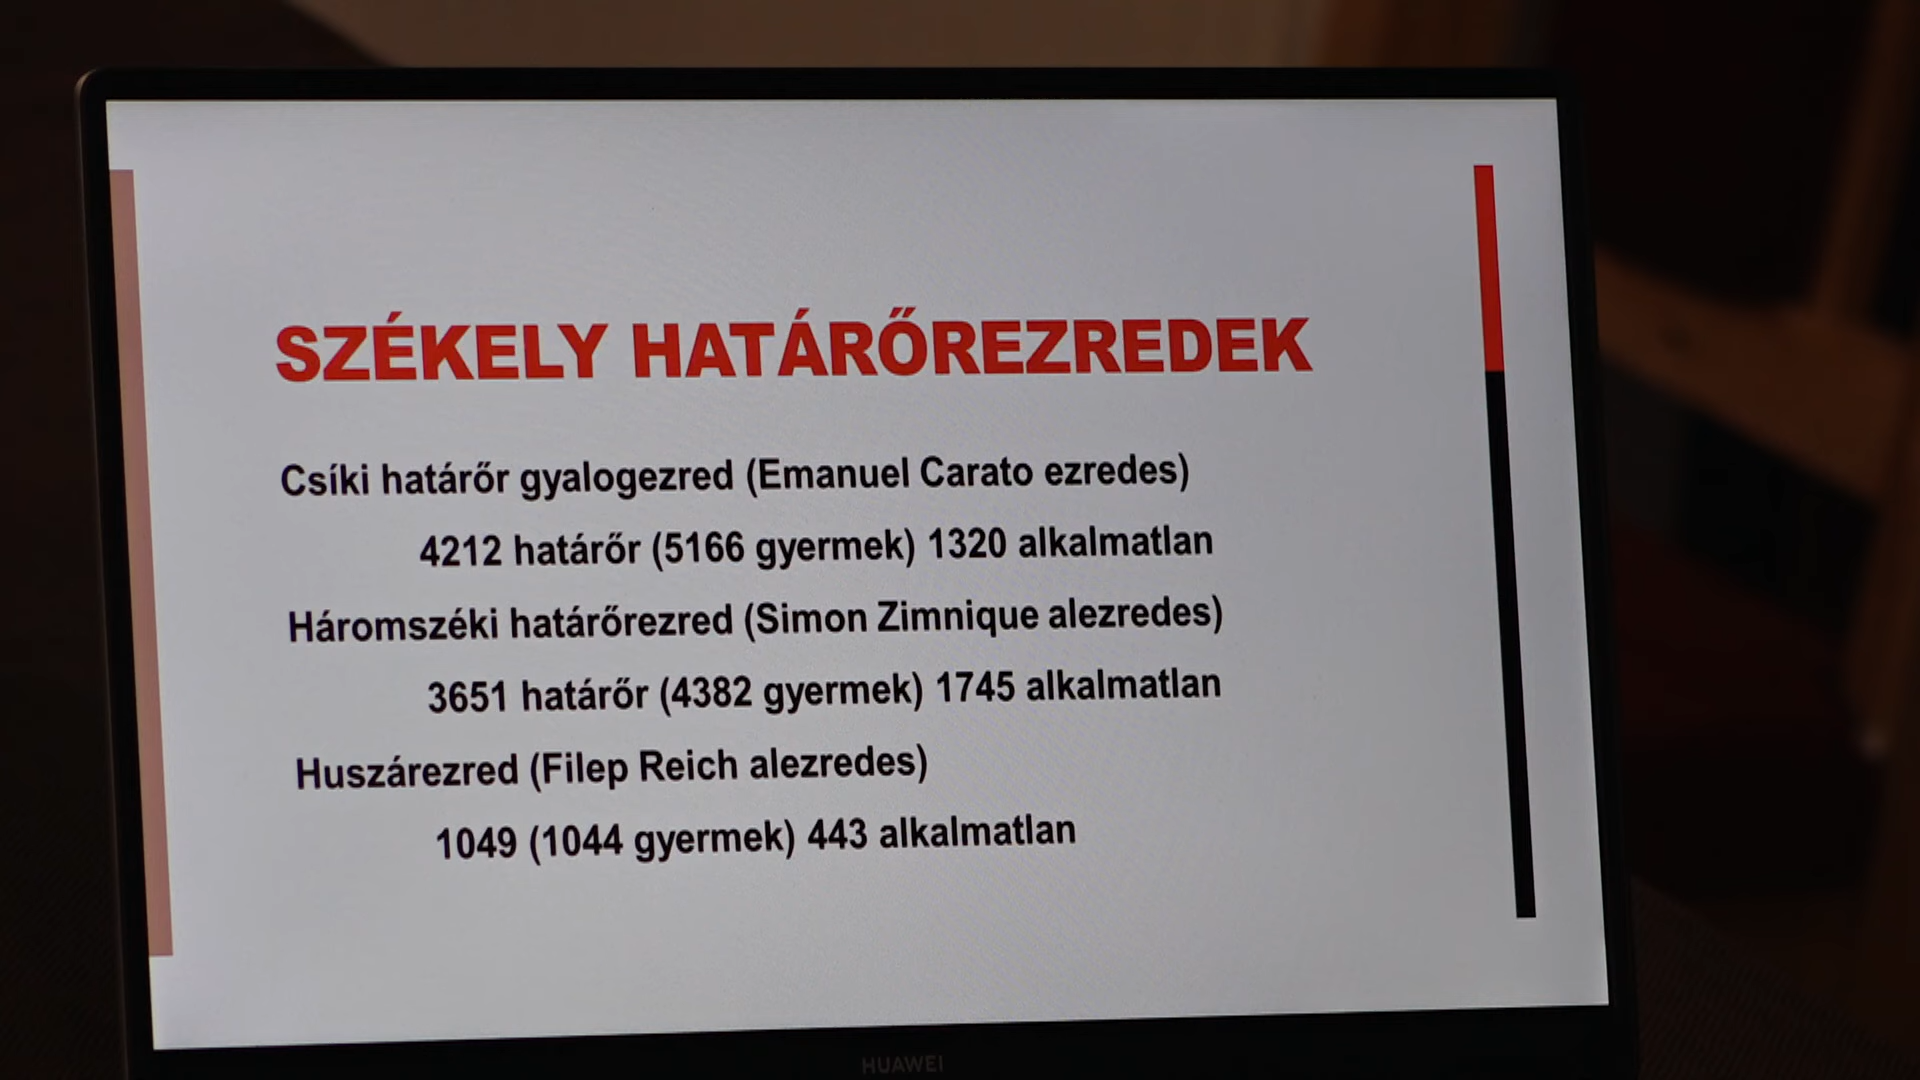 SZÉKELY HATÁRŐREZREDEK
Csíki határőr gyalogezred (Emanuel Carato ezredes)
4212 határőr (5166 gyermek) 1320 alkalmatlan
Háromszéki határőrezred (Simon Zimnique alezredes)
3651 határőr (4382 gyermek) 1745 alkalmatlan
Huszárezred (Filep Reich alezredes)
1049 (1044 gyermek) 443 alkalmatlan
HUAWEI